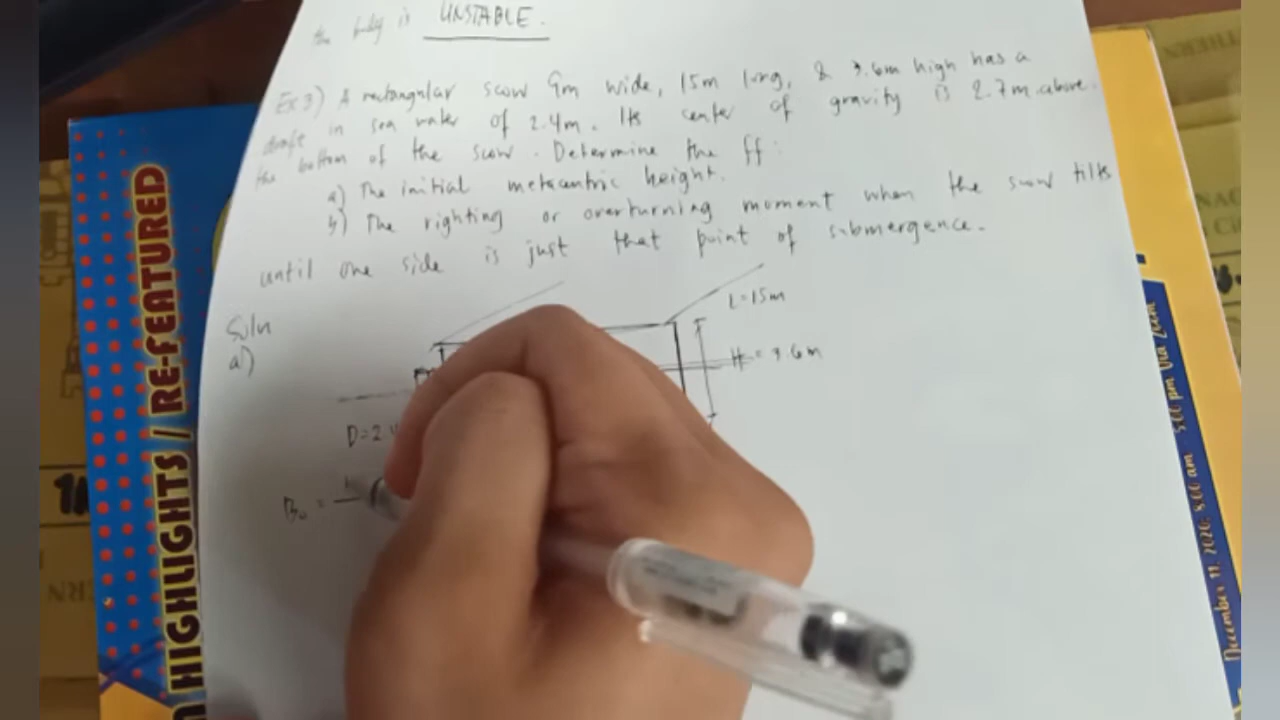 the body is UNSTABLE.
Ex 3) A rectangular scow 9m wide, 15m long, & 3.6m high has a
draft in sea water of 2.4m. Its center of gravity is 2.7m above
the bottom of the scow. Determine the ff:
a) The initial metacentric height.
b) The righting or overturning moment when the scow tilts
until one side is just that point of submergence.
Soln
a)
L=15m
H = 3.6m
D=2.4
HIGHLIGHTS / RE-FEATURED
December 11, 2020, 8:00 am - 5:00 pm Via Zoom